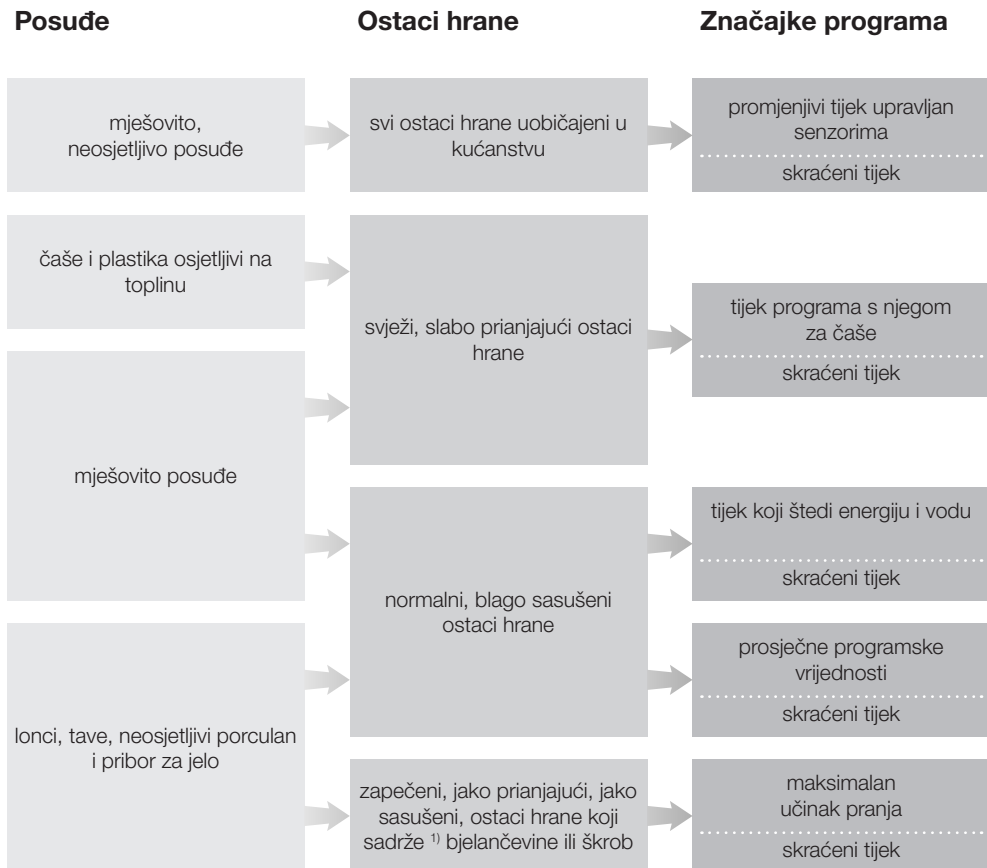 Posuđe
Ostaci hrane
Značajke programa
mješovito,
neosjetljivo posuđe
svi ostaci hrane uobičajeni u
kućanstvu
promjenjivi tijek upravljan
senzorima
skraćeni tijek
čaše i plastika osjetljivi na
toplinu
svježi, slabo prianjajući ostaci
hrane
tijek programa s njegom
za čaše
skraćeni tijek
mješovito posuđe
tijek koji štedi energiju i vodu
skraćeni tijek
normalni, blago sasušeni
ostaci hrane
prosječne programske
vrijednosti
skraćeni tijek
lonci, tave, neosjetljivi porculan
i pribor za jelo
zapečeni, jako prianjajući, jako
sasušeni, ostaci hrane koji
sadrže 1) bjelančevine ili škrob
maksimalan
učinak pranja
skraćeni tijek